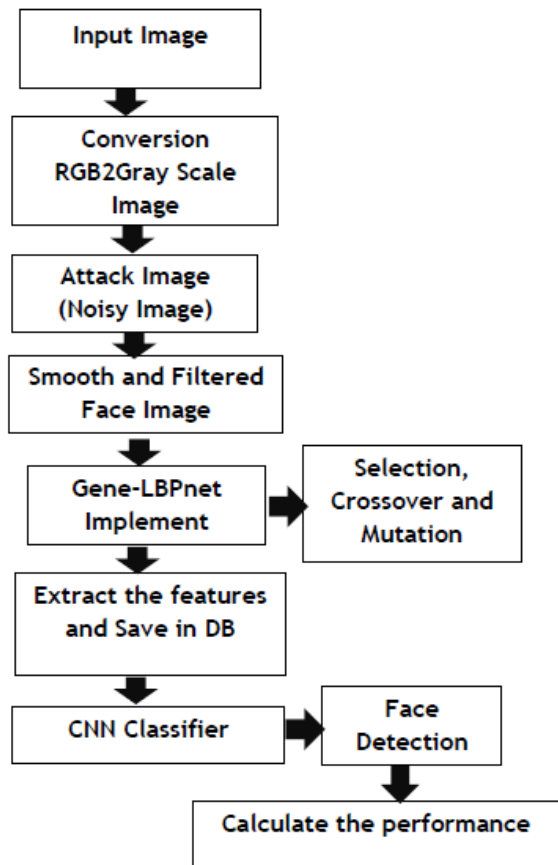 Input Image
Conversion
RGB2Gray Scale
Image
Attack Image
(Noisy Image)
Smooth and Filtered
Face Image
Gene-LBPnet
Implement
Selection,
Crossover and
Mutation
Extract the features
and Save in DB
CNN Classifier
Face
Detection
Calculate the performance